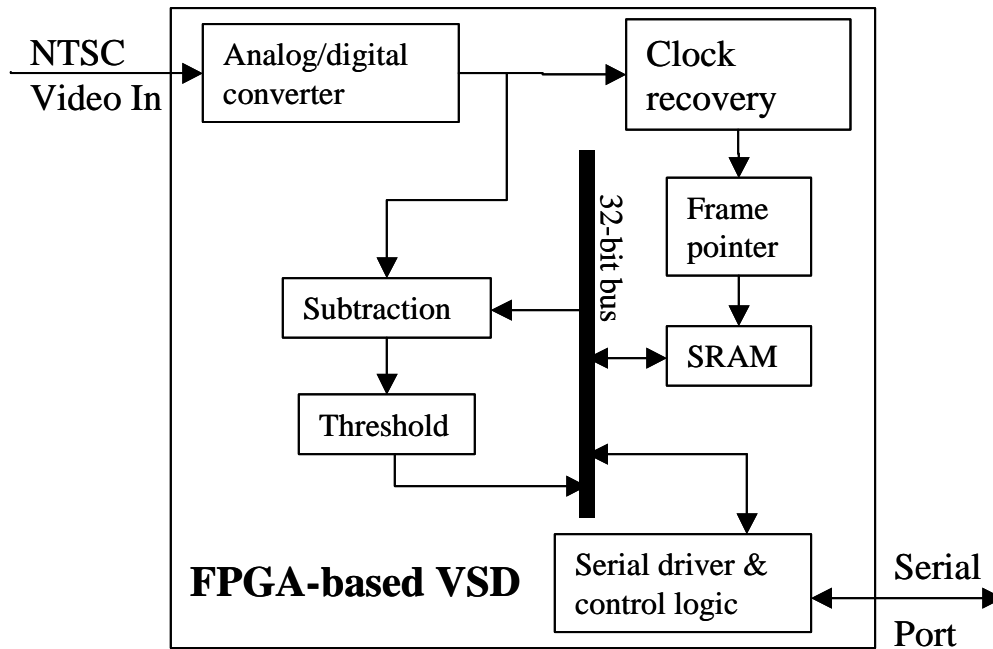 NTSC
Video In
Analog/digital
converter
Clock
recovery
32-bit bus
Frame
pointer
Subtraction
SRAM
Threshold
FPGA-based VSD
Serial driver &
control logic
Serial
Port